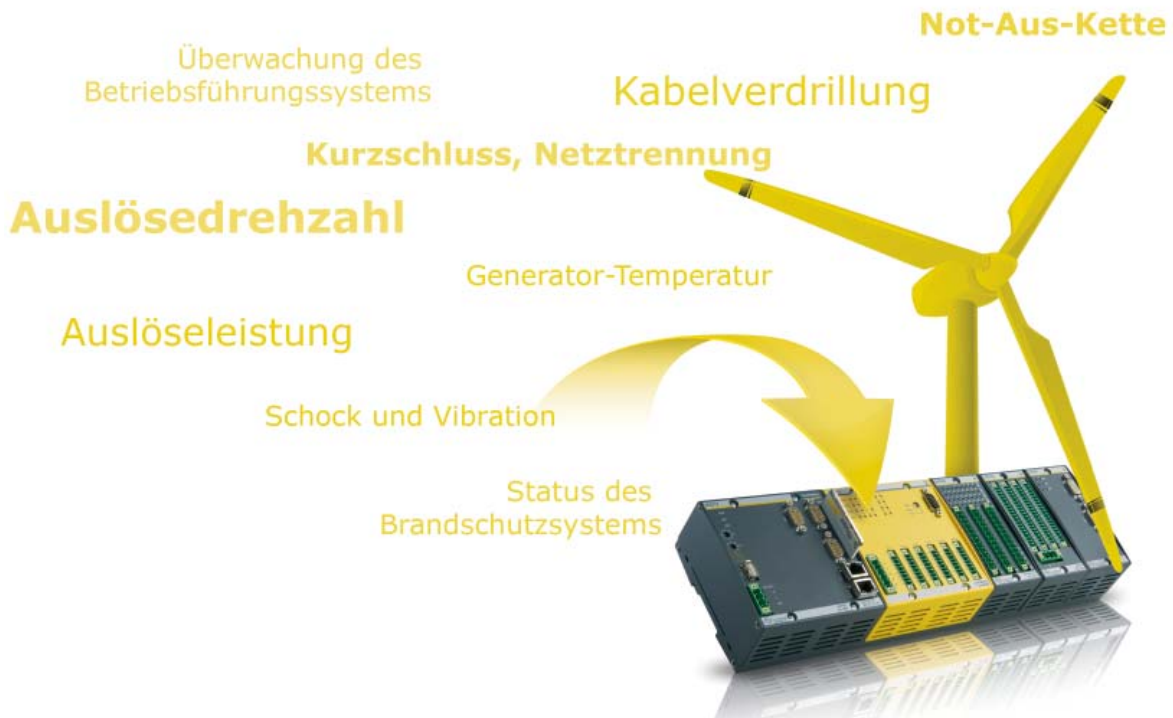 Not-Aus-Kette
Überwachung des
Betriebsführungssystems
Kabelverdrillung
Kurzschluss, Netztrennung
Auslösedrehzahl
Generator-Temperatur
Auslöseleistung
Schock und Vibration
Status des
Brandschutzsystems